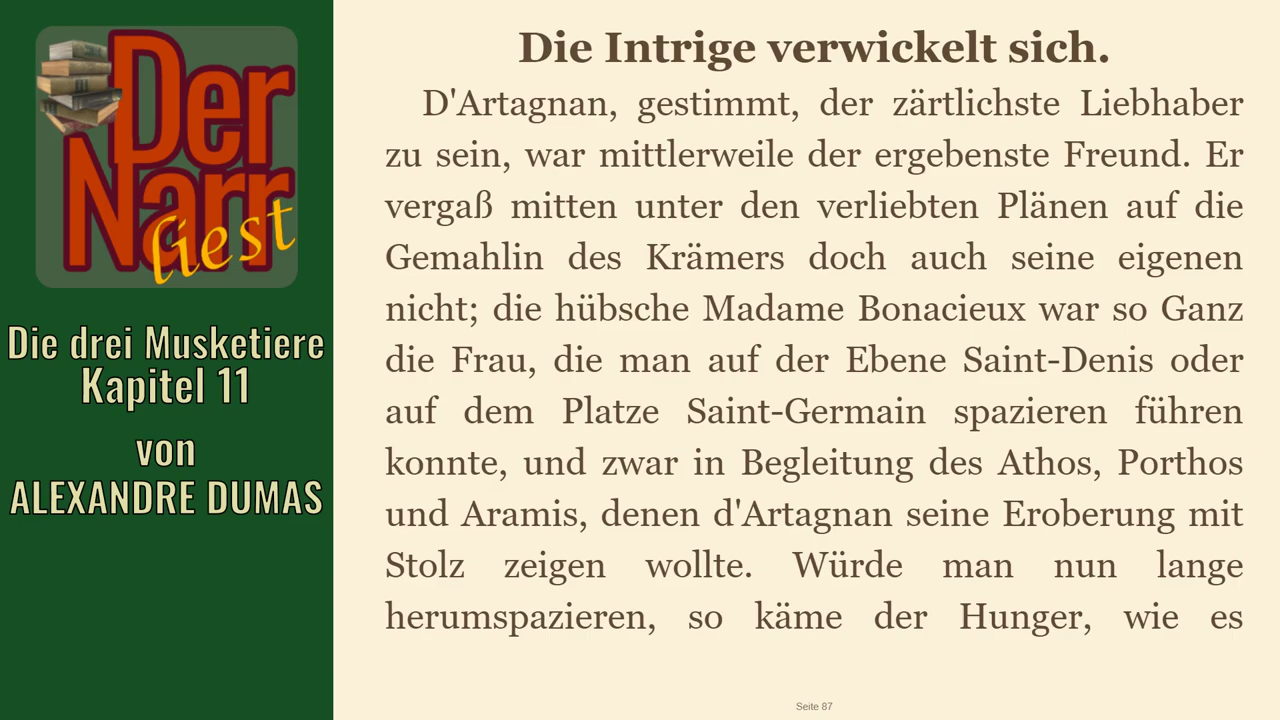 Der
Narr
liest
Die drei Musketiere
Kapitel 11
von
ALEXANDRE DUMAS
Die Intrige verwickelt sich.
D'Artagnan, gestimmt, der zärtlichste Liebhaber
zu sein, war mittlerweile der ergebenste Freund. Er
vergaß mitten unter den verliebten Plänen auf die
Gemahlin des Krämers doch auch seine eigenen
nicht; die hübsche Madame Bonacieux war so Ganz
die Frau, die man auf der Ebene Saint-Denis oder
auf dem Platze Saint-Germain spazieren führen
konnte, und zwar in Begleitung des Athos, Porthos
und Aramis, denen d'Artagnan seine Eroberung mit
Stolz zeigen wollte. Würde man nun lange
herumspazieren, so käme der Hunger, wie es
Seite 87